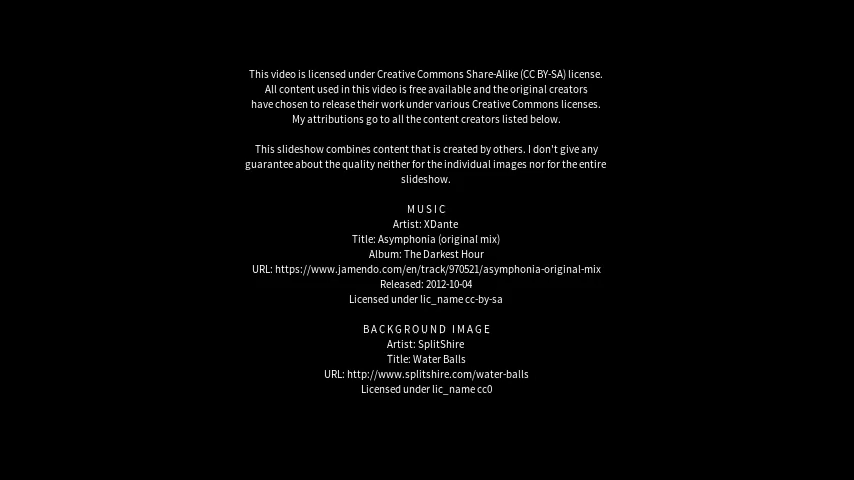 This video is licensed under Creative Commons Share-Alike (CC BY-SA) license.
All content used in this video is free available and the original creators
have chosen to release their work under various Creative Commons licenses.
My attributions go to all the content creators listed below.
This slideshow combines content that is created by others. I don't give any
guarantee about the quality neither for the individual images nor for the entire
slideshow.
MUSIC
Artist: XDante
Title: Asymphonia (original mix)
Album: The Darkest Hour
URL: https://www.jamendo.com/en/track/970521/asymphonia-original-mix
Released: 2012-10-04
Licensed under lic_name cc-by-sa
BACKGROUND IMAGE
Artist: SplitShire
Title: Water Balls
URL: http://www.splitshire.com/water-balls
Licensed under lic_name cc0